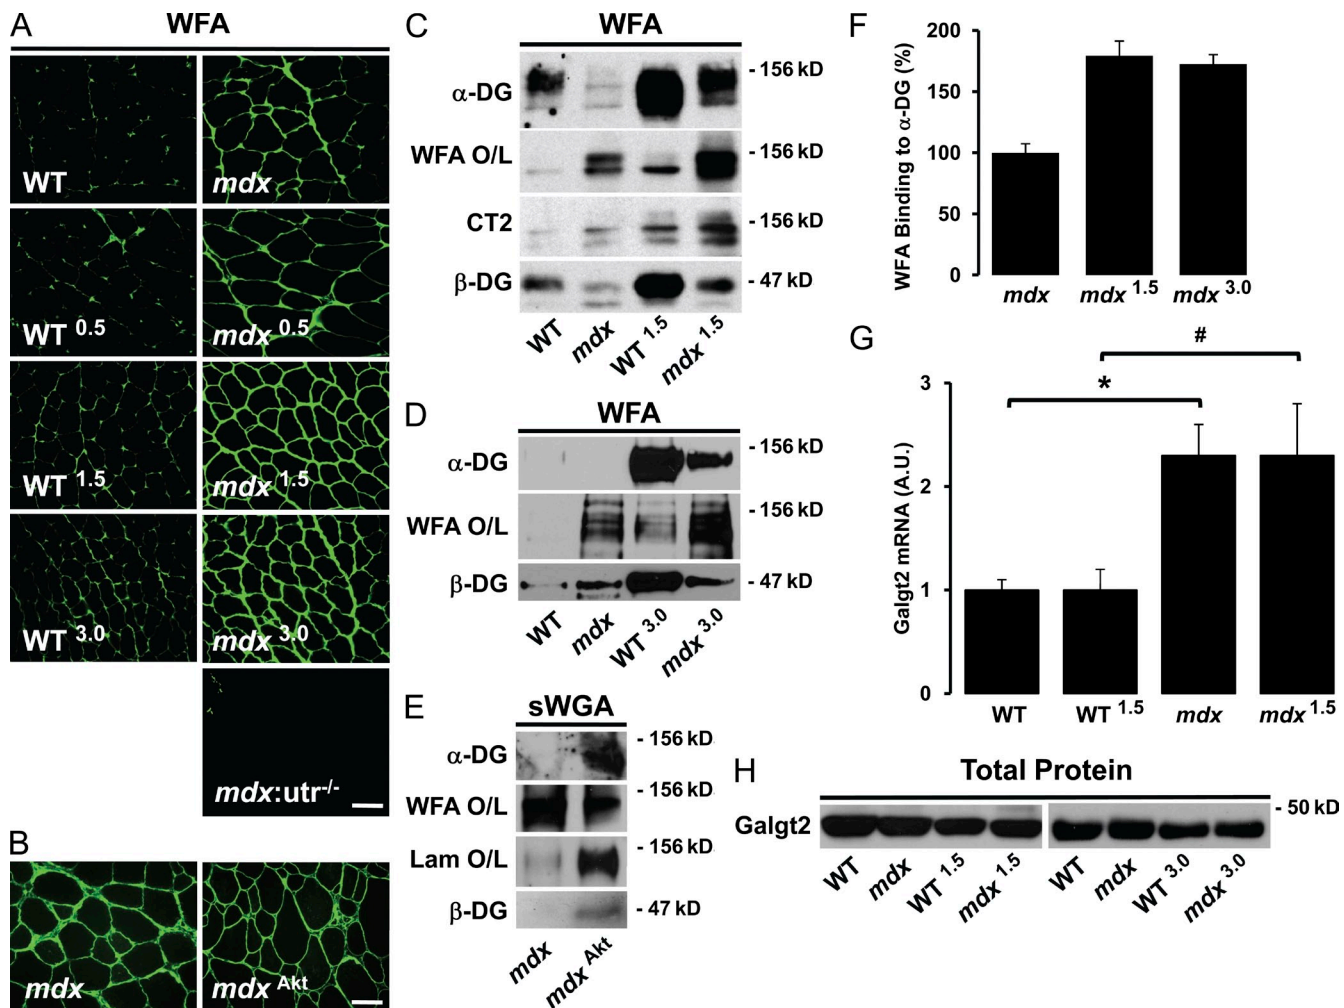 A
WFA
WT
mdx
WT 0.5
mdx 0.5
WT 1.5
mdx 1.5
WT 3.0
mdx 3.0
mdx:utr-/-
B
mdx
mdx Akt
C
WFA
α-DG
- 156 kD
WFA O/L
- 156 kD
CT2
- 156 kD
β-DG
- 47 kD
WT
mdx
WT 1.5
mdx 1.5
D
WFA
α-DG
- 156 kD
WFA O/L
- 156 kD
β-DG
- 47 kD
WT
mdx
WT 3.0
mdx 3.0
E
sWGA
α-DG
- 156 kD
WFA O/L
- 156 kD
Lam O/L
- 156 kD
β-DG
- 47 kD
mdx
mdx Akt
F
WFA Binding to α-DG (%)
200
150
100
50
0
mdx
mdx 1.5
mdx 3.0
G
Galgt2 mRNA (A.U.)
3
2
1
0
*
#
WT
WT 1.5
mdx
mdx 1.5
H
Total Protein
Galgt2
- 50 kD
WT
mdx
WT 1.5
mdx 1.5
WT
mdx
WT 3.0
mdx 3.0